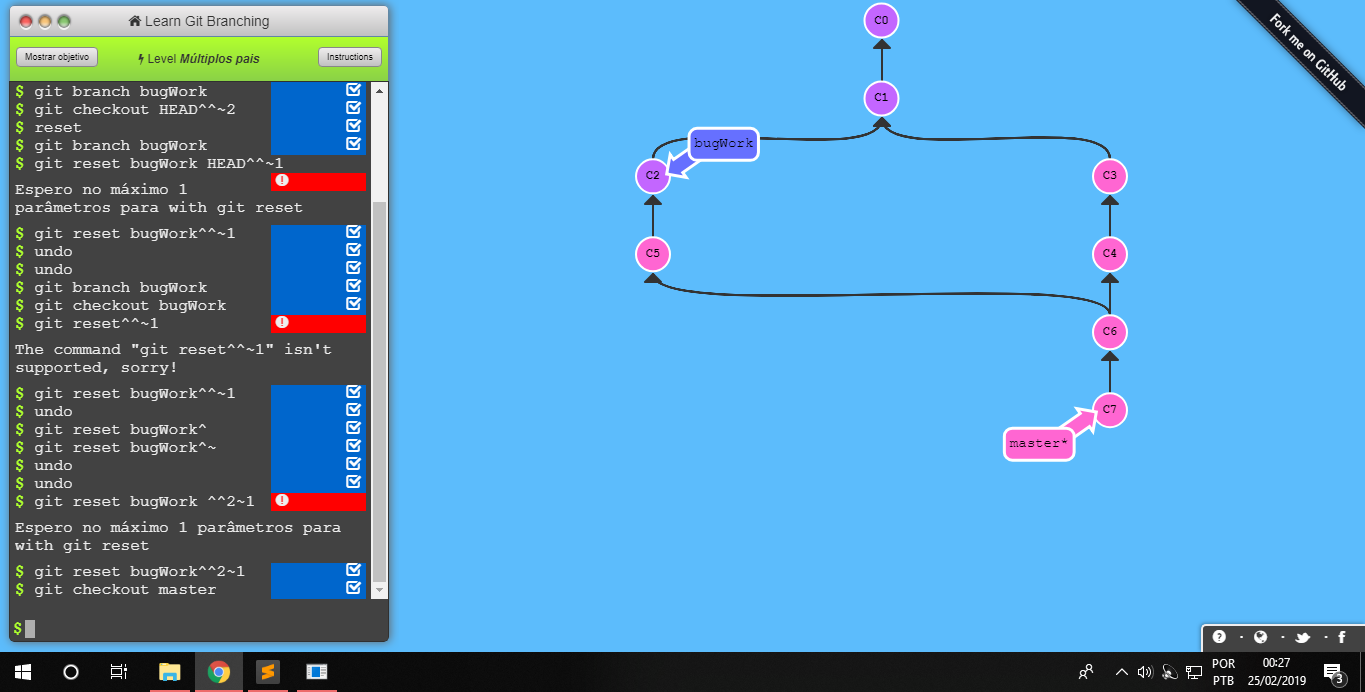 Learn Git Branching
Mostrar objetivo
Level Múltiplos pais
Instructions
$ git branch bugWork
$ git checkout HEAD^^~2
$ reset
$ git branch bugWork
$ git reset bugWork HEAD^^~1
Espero no máximo 1
parâmetros para with git reset
$ git reset bugWork^^~1
$ undo
$ undo
$ git branch bugWork
$ git checkout bugWork
$ git reset^^~1
The command "git reset^^~1" isn't
supported, sorry!
$ git reset bugWork^^~1
$ undo
$ git reset bugWork^
$ git reset bugWork^~
$ undo
$ undo
$ git reset bugWork ^^2~1
Espero no máximo 1 parâmetros para
with git reset
$ git reset bugWork^^2~1
$ git checkout master
$
C0
C1
bugWork
C2
C3
C5
C4
C6
C7
master*
Fork me on GitHub
POR
PTB
00:27
25/02/2019
3